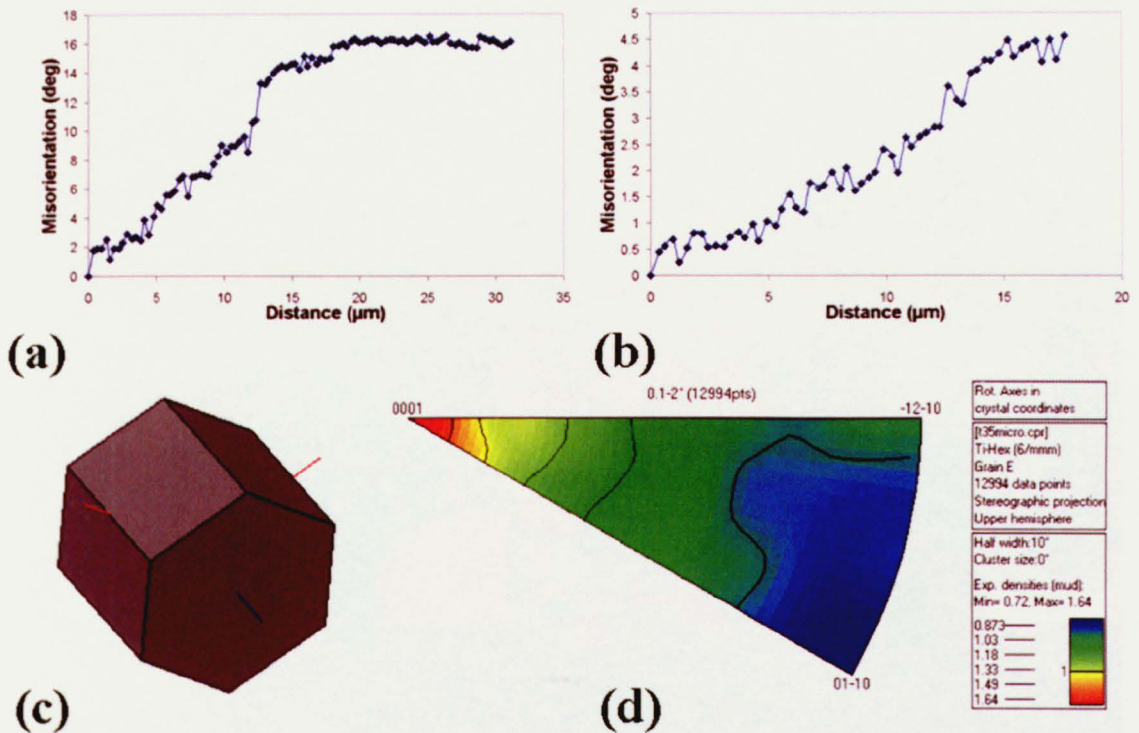 18
16
14
12
10
8
6
4
2
0
Misorientation (deg)
0 5 10 15 20 25 30 35
Distance (µm)
(a)
5
4.5
4
3.5
3
2.5
2
1.5
1
0.5
0
Misorientation (deg)
0 5 10 15 20
Distance (µm)
(b)
(c)
0001
0.1-2° (12994pts)
-12-10
01-10
(d)
Rot. Axes in
crystal coordinates
[t35micro.cpr]
Ti-Hex (6/mmm)
Grain E
12994 data points
Stereographic projection
Upper hemisphere
Half width:10°
Cluster size:0°
Exp. densities (mud):
Min= 0.72, Max= 1.64
0.873
1.03
1.18
1.33
1.49
1.64
1